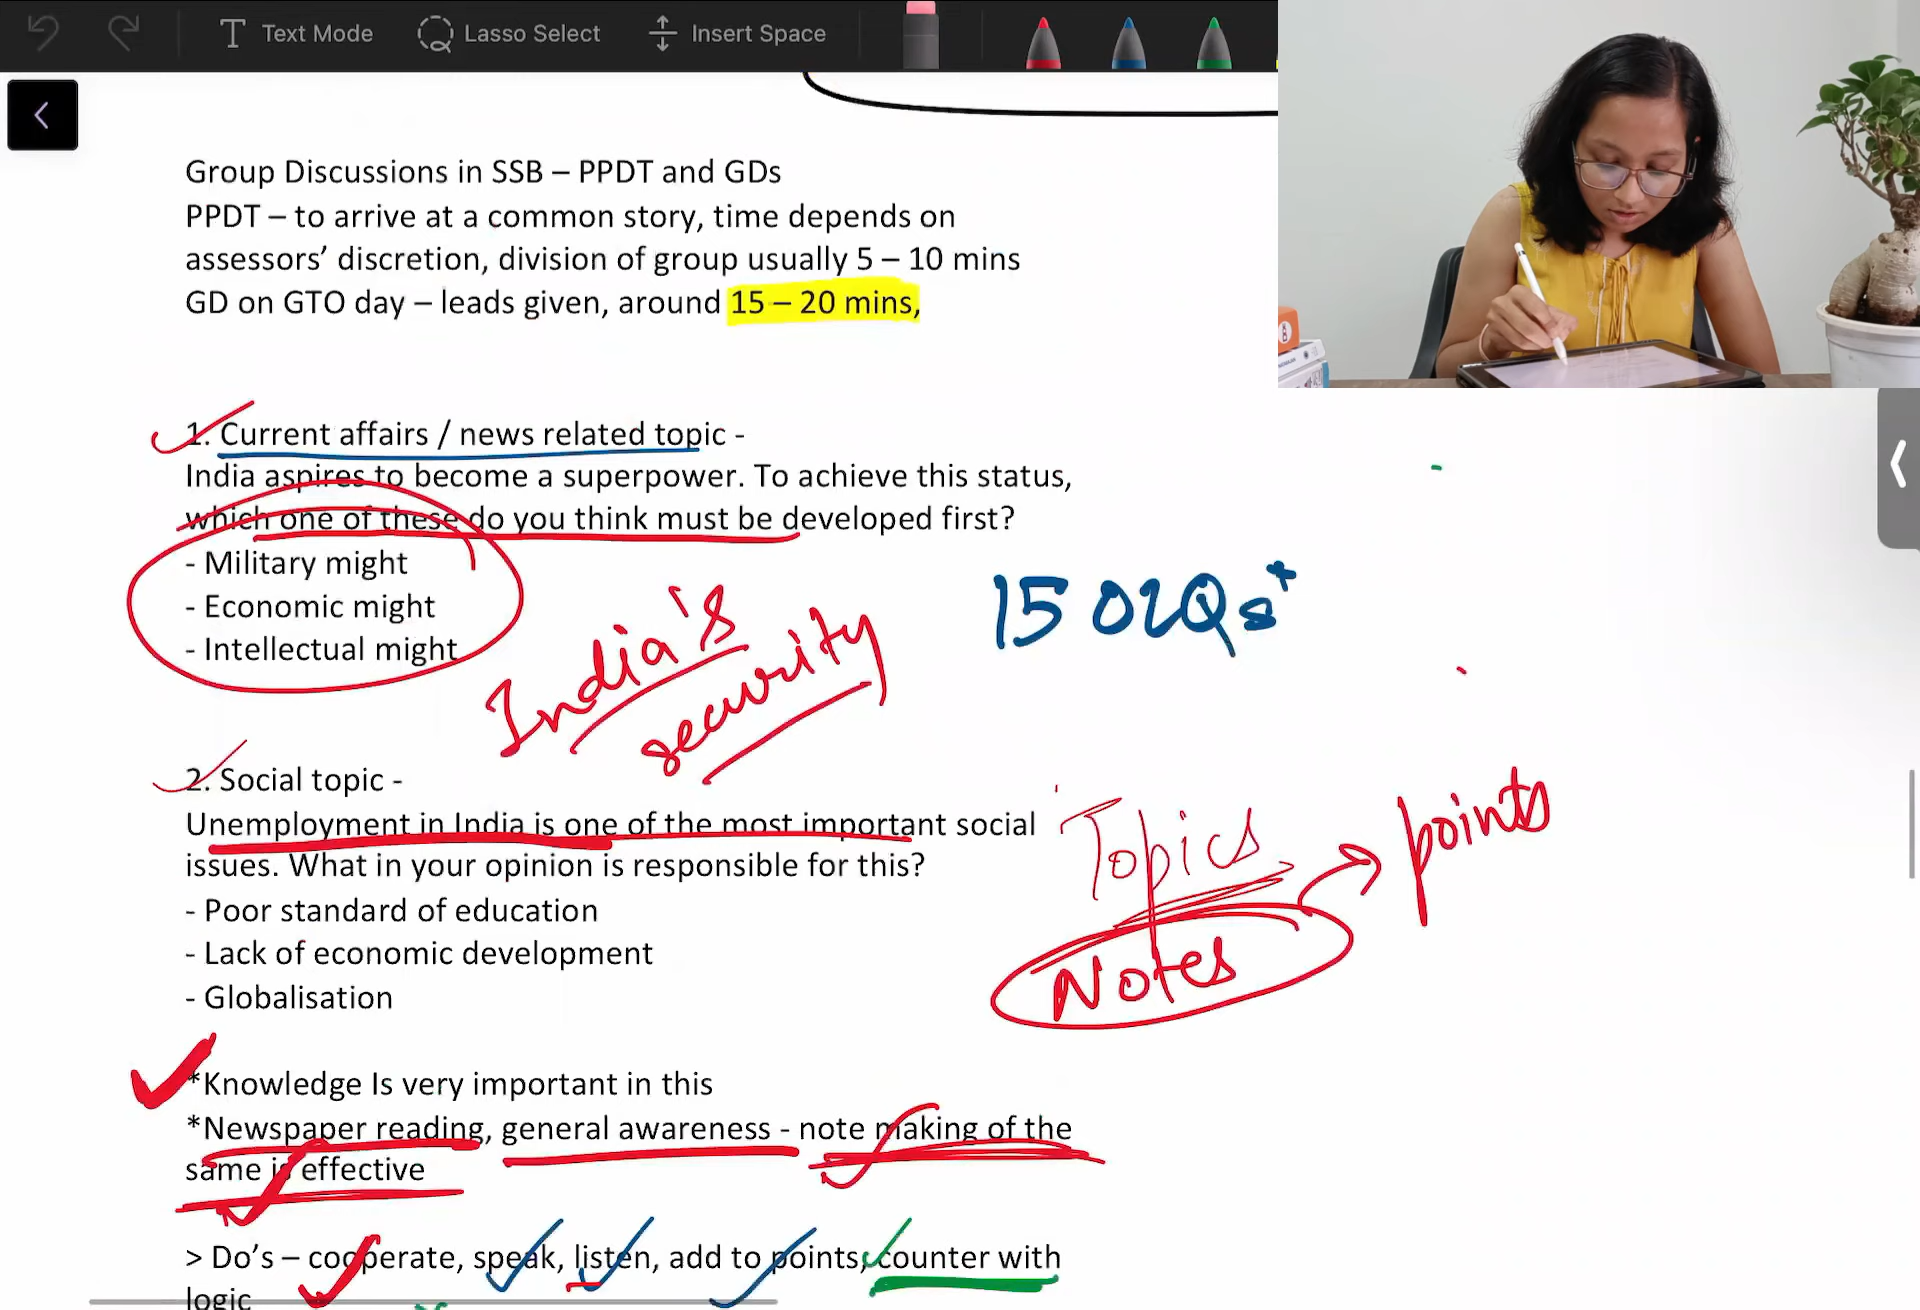 Text Mode
Lasso Select
Insert Space
Group Discussions in SSB – PPDT and GDs
PPDT – to arrive at a common story, time depends on
assessors’ discretion, division of group usually 5 – 10 mins
GD on GTO day – leads given, around 15 – 20 mins,
1. Current affairs / news related topic -
India aspires to become a superpower. To achieve this status,
which one of these do you think must be developed first?
- Military might
- Economic might
- Intellectual might
India's
security
15 OLQs*
2. Social topic -
Unemployment in India is one of the most important social
issues. What in your opinion is responsible for this?
- Poor standard of education
- Lack of economic development
- Globalisation
Topics
Notes
points
*Knowledge Is very important in this
*Newspaper reading, general awareness - note making of the
same is effective
> Do’s – cooperate, speak, listen, add to points, counter with
logic